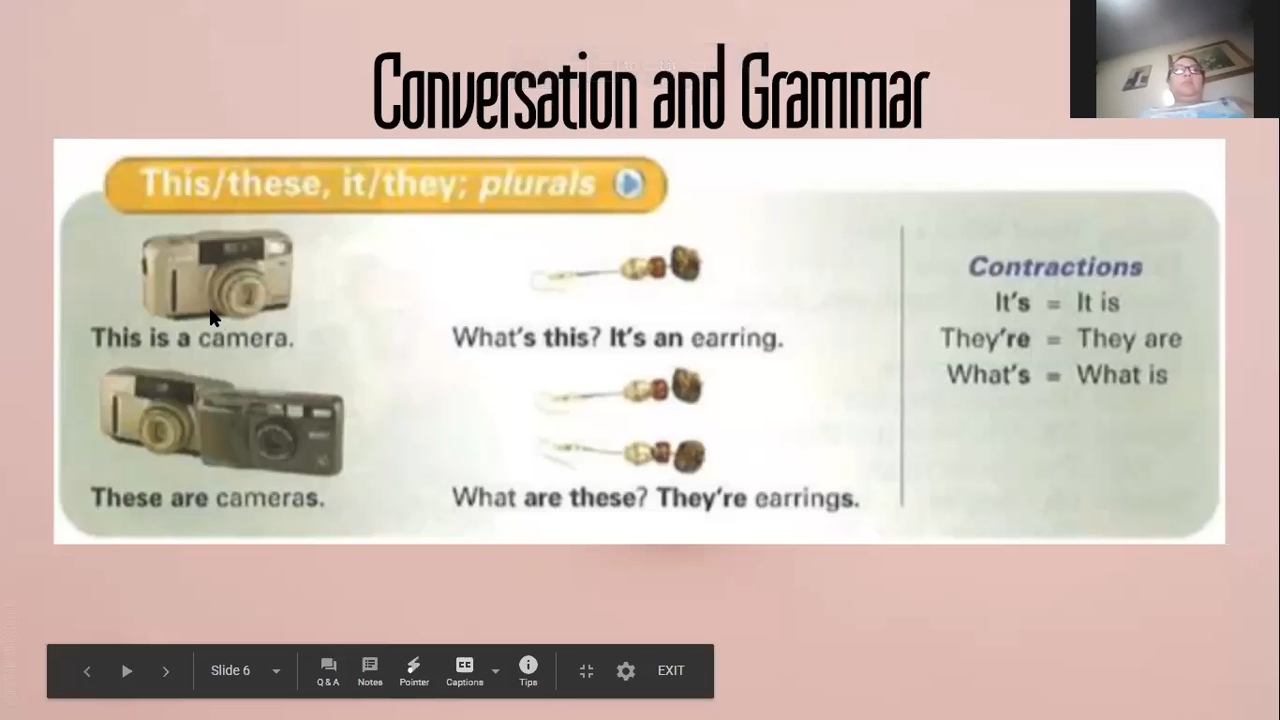 Conversation and Grammar
This/these, it/they; plurals
This is a camera.
What's this? It's an earring.
These are cameras.
What are these? They're earrings.
Contractions
It's = It is
They're = They are
What's = What is
Slide 6
Q & A
Notes
Pointer
Captions
Tips
EXIT